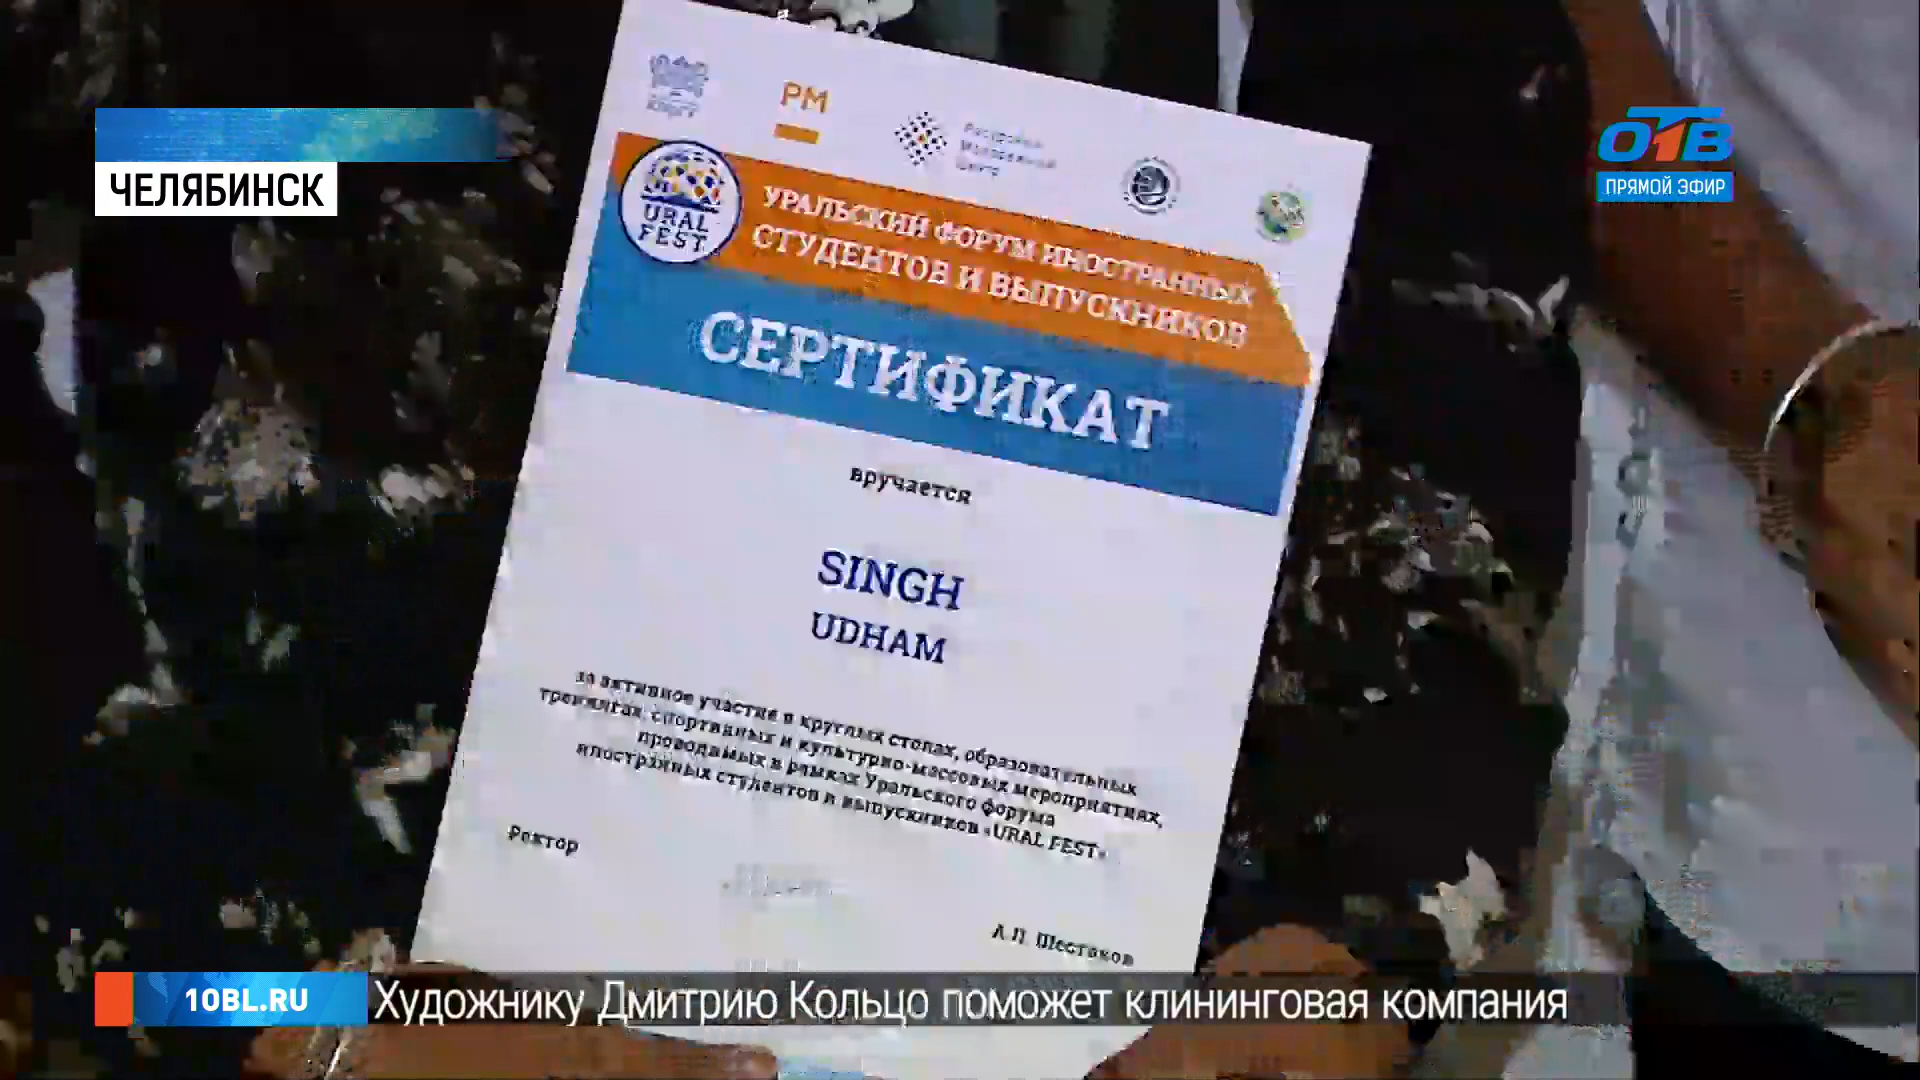 ЧЕЛЯБИНСК
ОТВ
ПРЯМОЙ ЭФИР
РМ
URAL
FEST
УРАЛЬСКИЙ ФОРУМ ИНОСТРАННЫХ
СТУДЕНТОВ И ВЫПУСКНИКОВ
СЕРТИФИКАТ
вручается
SINGH
UDHAM
за активное участие в круглых столах, образовательных
тренингах, спортивных и культурно-массовых мероприятиях,
проводимых в рамках Уральского форума
иностранных студентов и выпускников «URAL FEST»
Ректор
А.Л. Шестаков
10BL.RU
Художнику Дмитрию Кольцо поможет клининговая компания